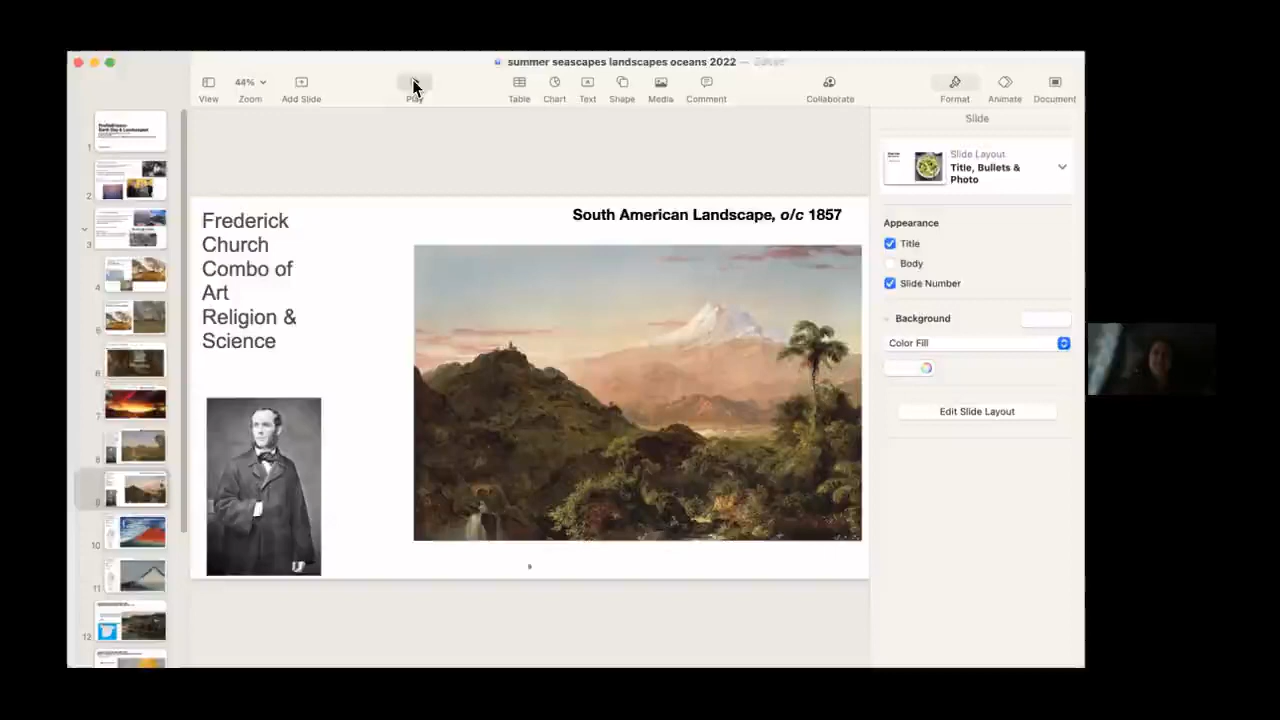 summer seascapes landscapes oceans 2022 — Edited
View
44%
Zoom
Add Slide
Play
Table
Chart
Text
Shape
Media
Comment
Collaborate
Format
Animate
Document
Slide
Slide Layout
Title, Bullets &
Photo
Appearance
Title
Body
Slide Number
Background
Color Fill
Edit Slide Layout
Frederick
Church
Combo of
Art
Religion &
Science
South American Landscape, o/c 1857
9
1
2
3
4
6
7
8
9
10
11
12